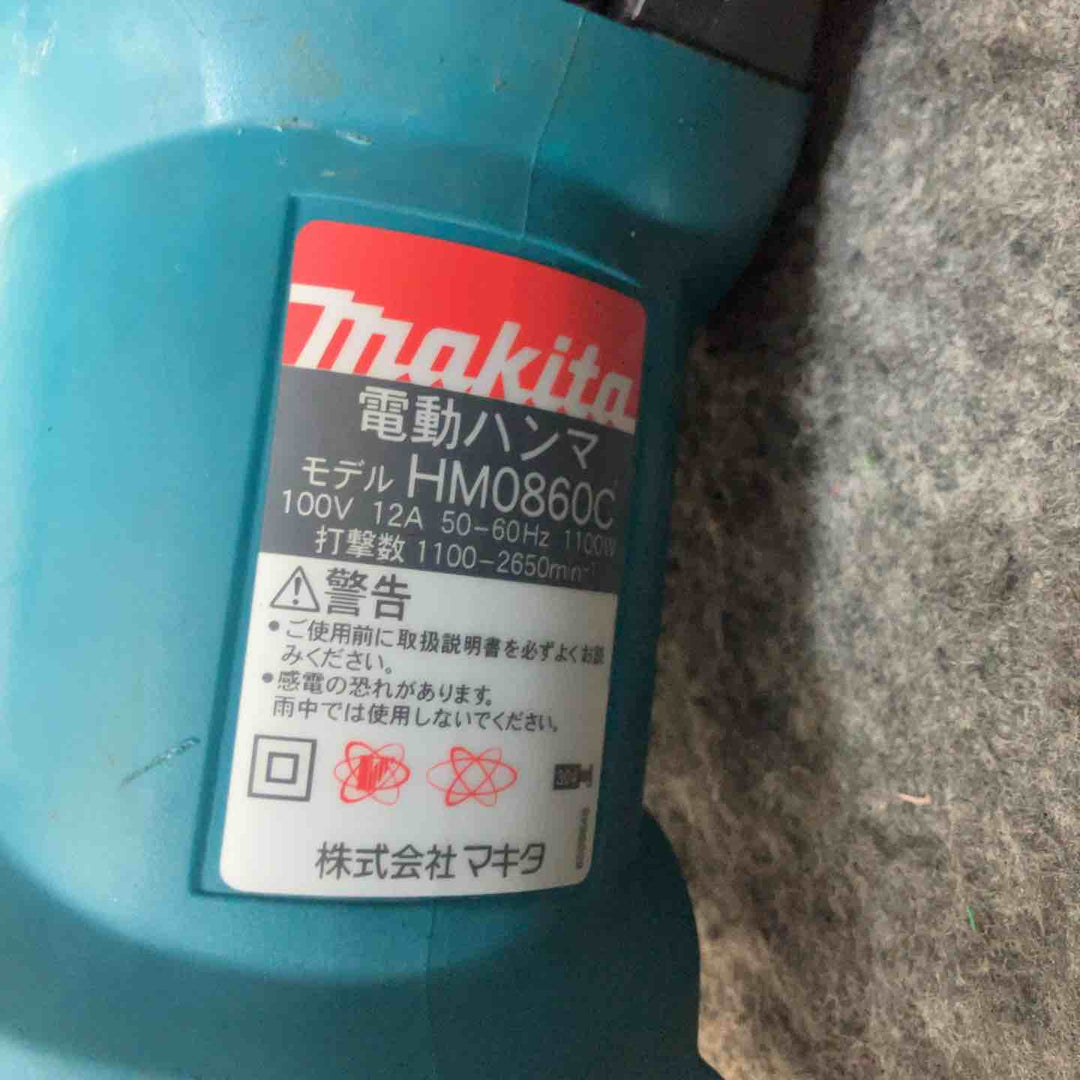 makita
電動ハンマ
モデル HM0860C
100V 12A 50-60Hz 1100W
打撃数 1100-2650min⁻¹
警告
•ご使用前に取扱説明書を必ずよくお読
みください。
•感電の恐れがあります。
雨中では使用しないでください。
株式会社マキタ